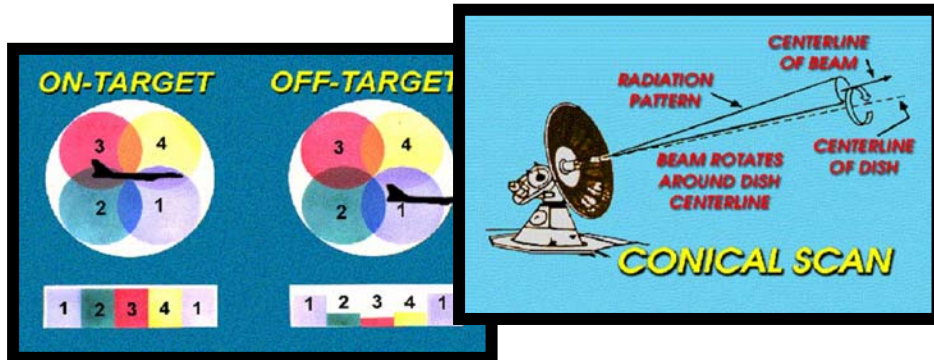 ON-TARGET
3 4
2 1
1 2 3 4 1
OFF-TARGET
3 4
2 1
1 2 3 4 1
CENTERLINE
OF BEAM
RADIATION
PATTERN
CENTERLINE
OF DISH
BEAM ROTATES
AROUND DISH
CENTERLINE
CONICAL SCAN